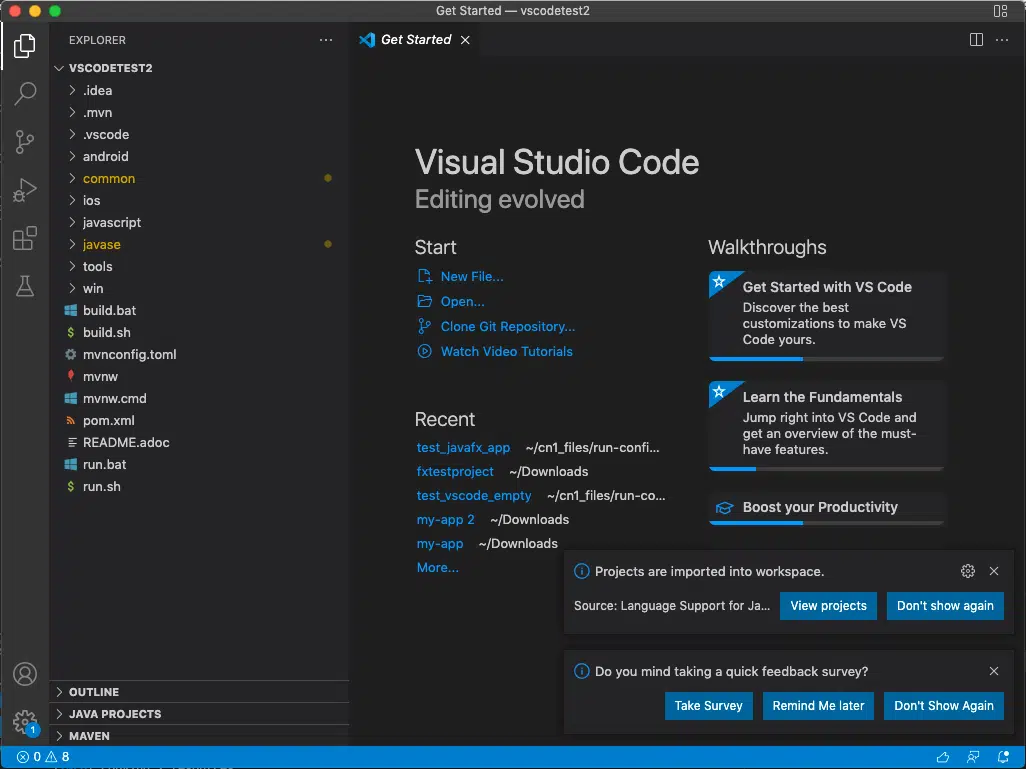 Get Started — vscodetest2
EXPLORER
Get Started
VSCODETEST2
.idea
.mvn
.vscode
android
common
ios
javascript
javase
tools
win
build.bat
$ build.sh
mvnconfig.toml
mvnw
mvnw.cmd
pom.xml
README.adoc
run.bat
$ run.sh
OUTLINE
JAVA PROJECTS
MAVEN
Visual Studio Code
Editing evolved
Start
New File...
Open...
Clone Git Repository...
Watch Video Tutorials
Recent
test_javafx_app ~/cn1_files/run-confi...
fxtestproject ~/Downloads
test_vscode_empty ~/cn1_files/run-co...
my-app 2 ~/Downloads
my-app ~/Downloads
More...
Walkthroughs
Get Started with VS Code
Discover the best
customizations to make VS
Code yours.
Learn the Fundamentals
Jump right into VS Code and
get an overview of the must-
have features.
Boost your Productivity
Projects are imported into workspace.
Source: Language Support for Ja... View projects Don't show again
Do you mind taking a quick feedback survey?
Take Survey Remind Me later Don't Show Again
1
0 8